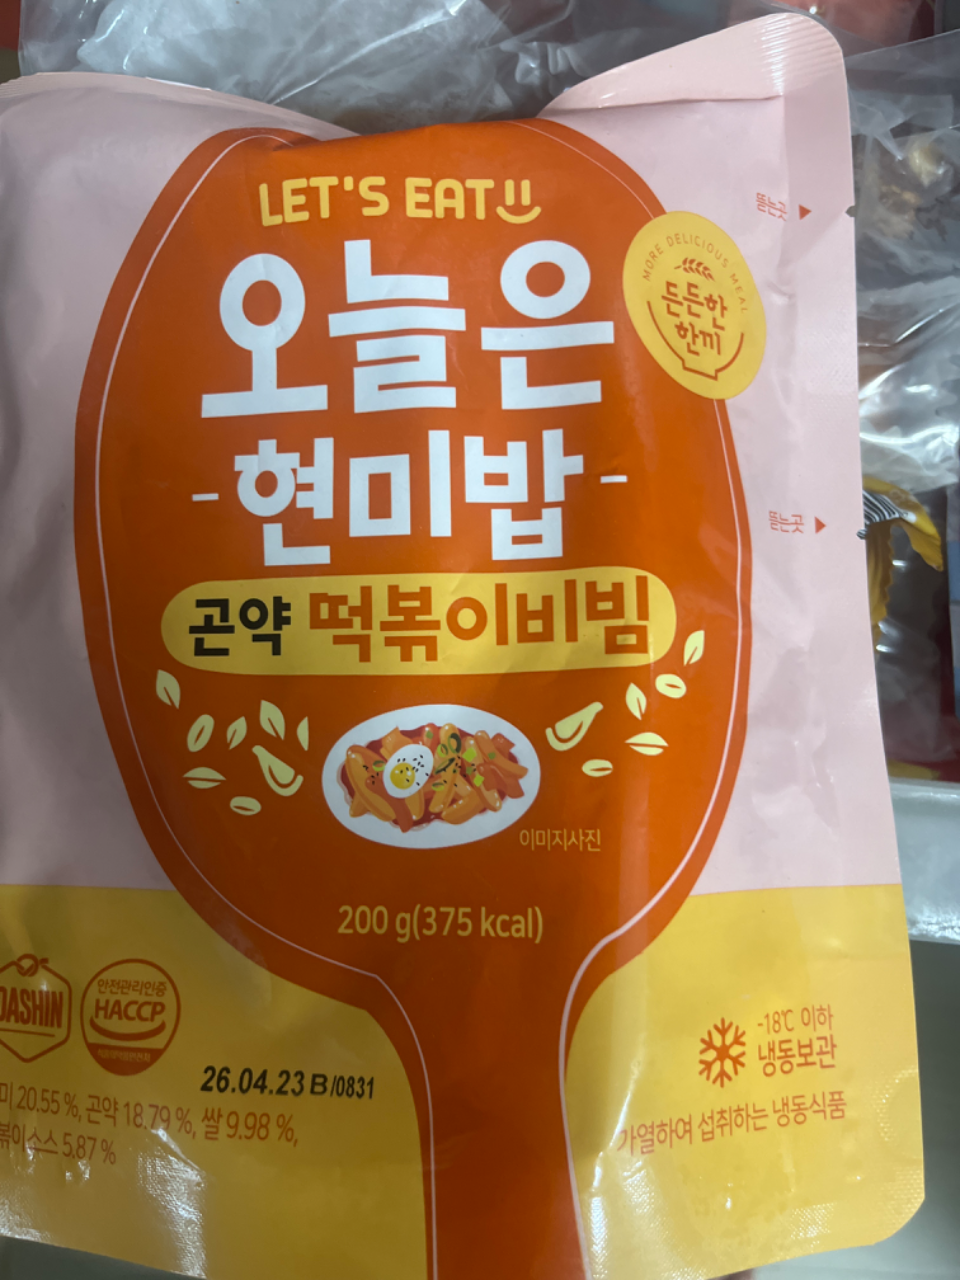 LET'S EAT
오늘은
-현미밥-
곤약 떡볶이비빔
MORE DELICIOUS MEAL
든든한
한끼
뜯는곳
뜯는곳
이미지사진
200 g(375 kcal)
DASHIN
안전관리인증
HACCP
26.04.23 B/0831
미 20.55 %, 곤약 18.79 %, 쌀 9.98 %,
볶이소스 5.87 %
-18℃ 이하
냉동보관
가열하여 섭취하는 냉동식품